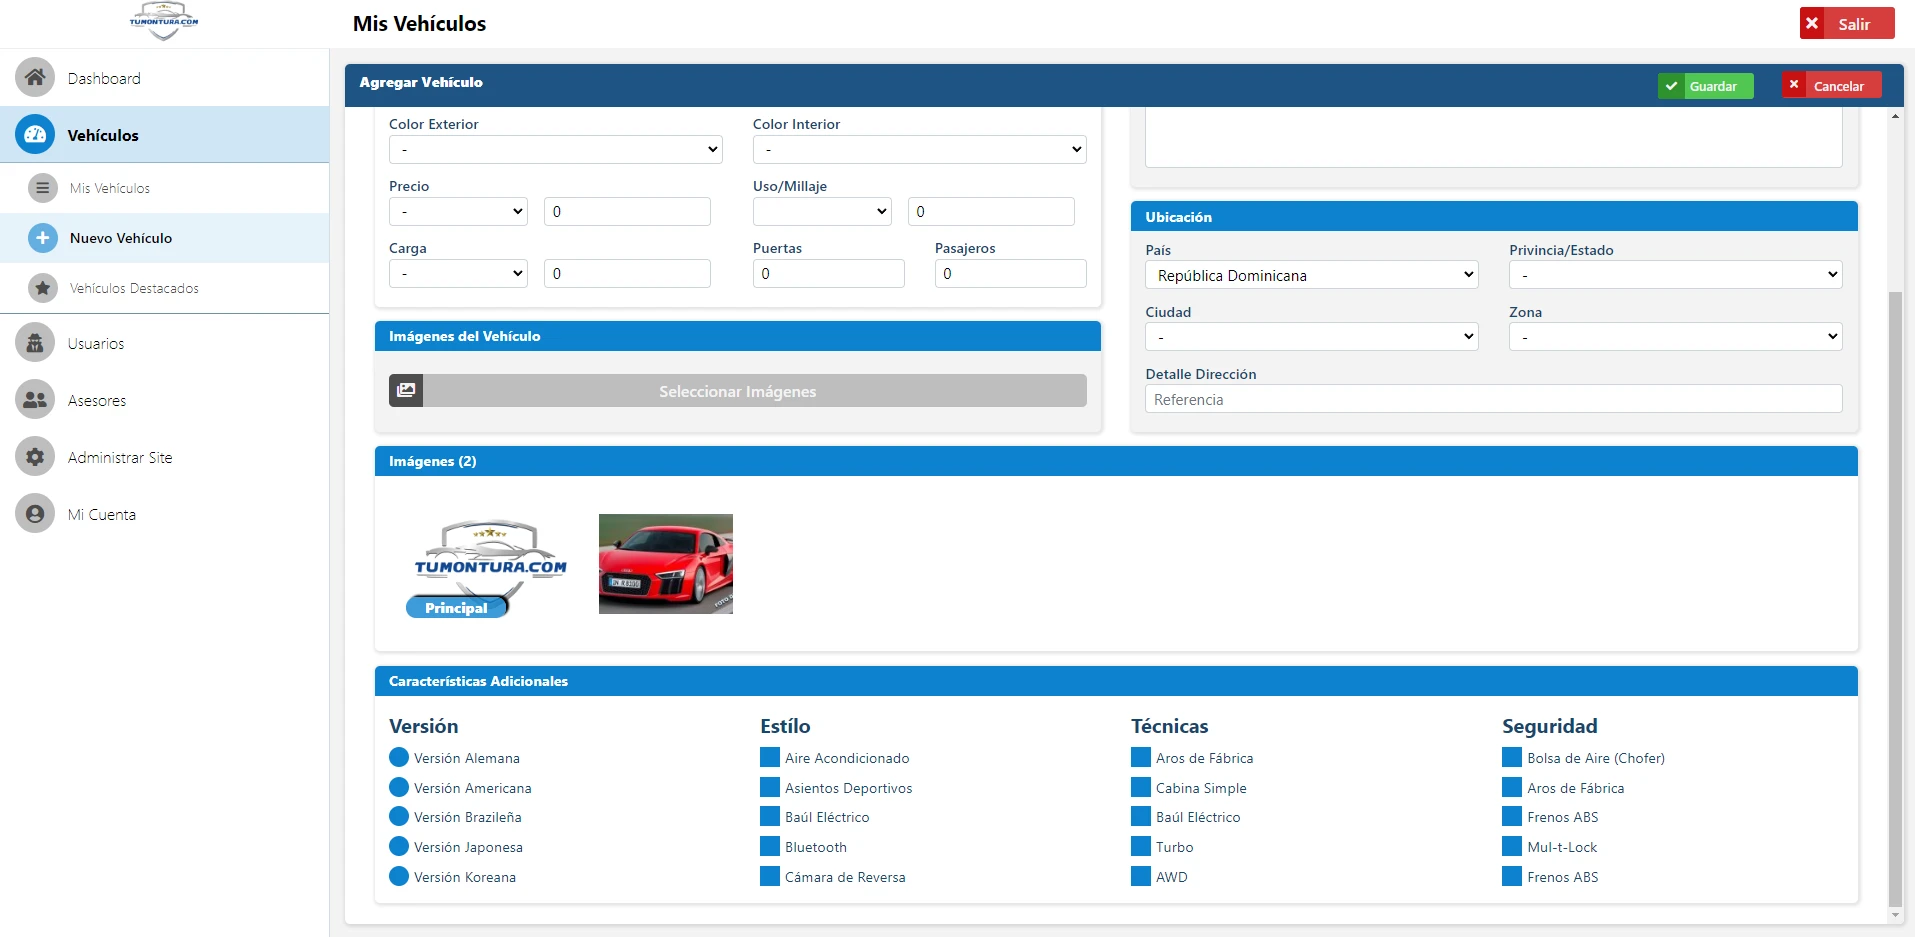 TUMONTURA.COM
Mis Vehículos
Salir
Dashboard
Vehículos
Mis Vehículos
Nuevo Vehículo
Vehículos Destacados
Usuarios
Asesores
Administrar Site
Mi Cuenta
Agregar Vehículo
Guardar
Cancelar
Color Exterior
Color Interior
-
-
Precio
Uso/Millaje
-
0
0
Carga
Puertas
Pasajeros
-
0
0
0
Imágenes del Vehículo
Seleccionar Imágenes
Ubicación
País
Privincia/Estado
República Dominicana
-
Ciudad
Zona
-
-
Detalle Dirección
Referencia
Imágenes (2)
TUMONTURA.COM
Principal
Características Adicionales
Versión
Versión Alemana
Versión Americana
Versión Brazileña
Versión Japonesa
Versión Koreana
Estílo
Aire Acondicionado
Asientos Deportivos
Baúl Eléctrico
Bluetooth
Cámara de Reversa
Técnicas
Aros de Fábrica
Cabina Simple
Baúl Eléctrico
Turbo
AWD
Seguridad
Bolsa de Aire (Chofer)
Aros de Fábrica
Frenos ABS
Mul-t-Lock
Frenos ABS